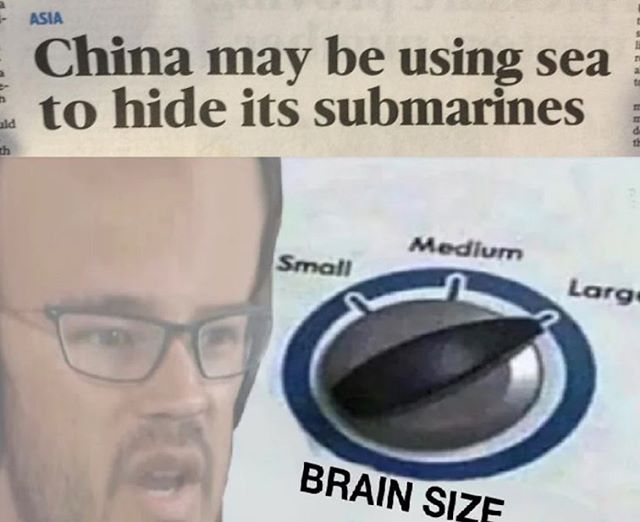 ASIA
China may be using sea
to hide its submarines
Small
Medium
BRAIN SIZE